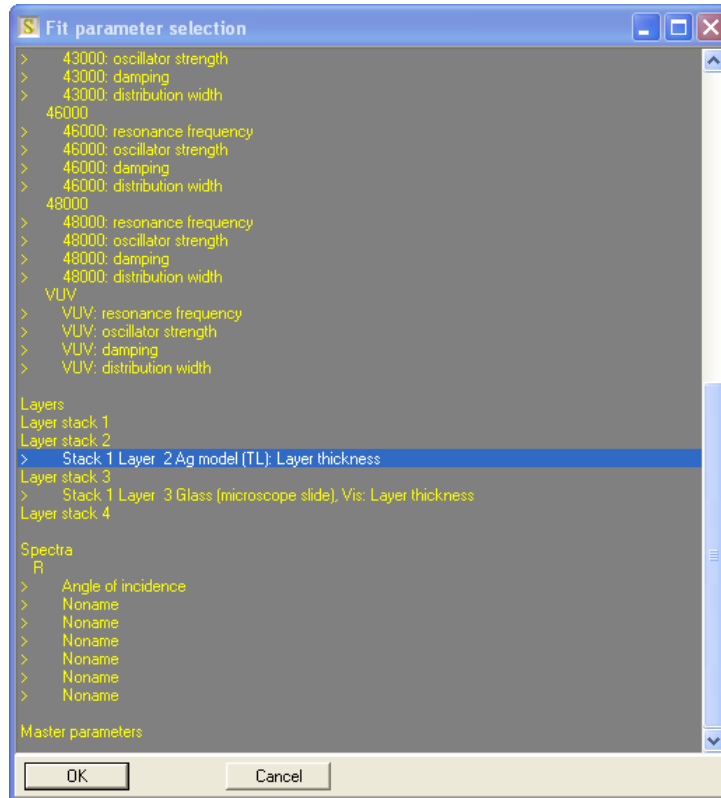 S Fit parameter selection
> 43000: oscillator strength
> 43000: damping
> 43000: distribution width
46000
> 46000: resonance frequency
> 46000: oscillator strength
> 46000: damping
> 46000: distribution width
48000
> 48000: resonance frequency
> 48000: oscillator strength
> 48000: damping
> 48000: distribution width
VUV
> VUV: resonance frequency
> VUV: oscillator strength
> VUV: damping
> VUV: distribution width
Layers
Layer stack 1
Layer stack 2
> Stack 1 Layer 2 Ag model (TL): Layer thickness
Layer stack 3
> Stack 1 Layer 3 Glass (microscope slide), Vis: Layer thickness
Layer stack 4
Spectra
R
> Angle of incidence
> Noname
> Noname
> Noname
> Noname
> Noname
> Noname
Master parameters
OK Cancel